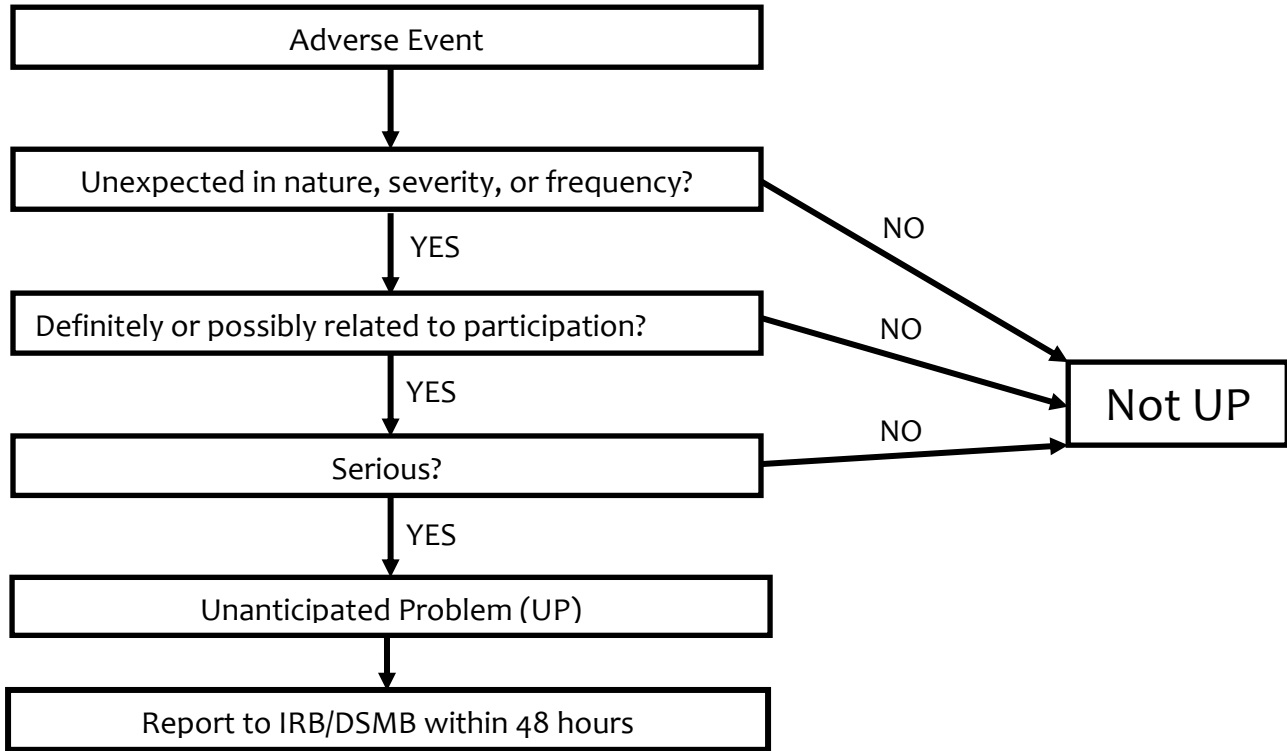 Adverse Event
Unexpected in nature, severity, or frequency?
NO
YES
Definitely or possibly related to participation?
NO
YES
Not UP
NO
Serious?
YES
Unanticipated Problem (UP)
Report to IRB/DSMB within 48 hours